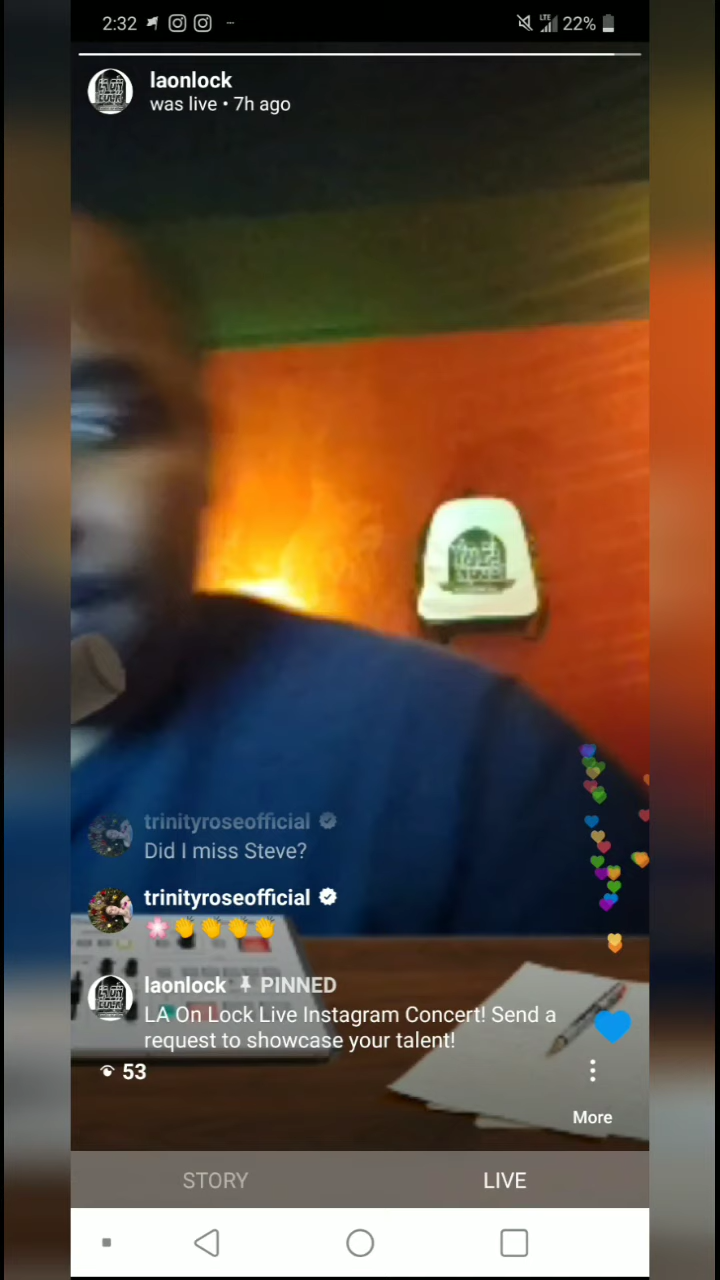 2:32
LTE
22%
laonlock
was live • 7h ago
trinityroseofficial
Did I miss Steve?
trinityroseofficial
🌸👏👏👏👏
laonlock PINNED
LA On Lock Live Instagram Concert! Send a
request to showcase your talent!
53
More
STORY
LIVE